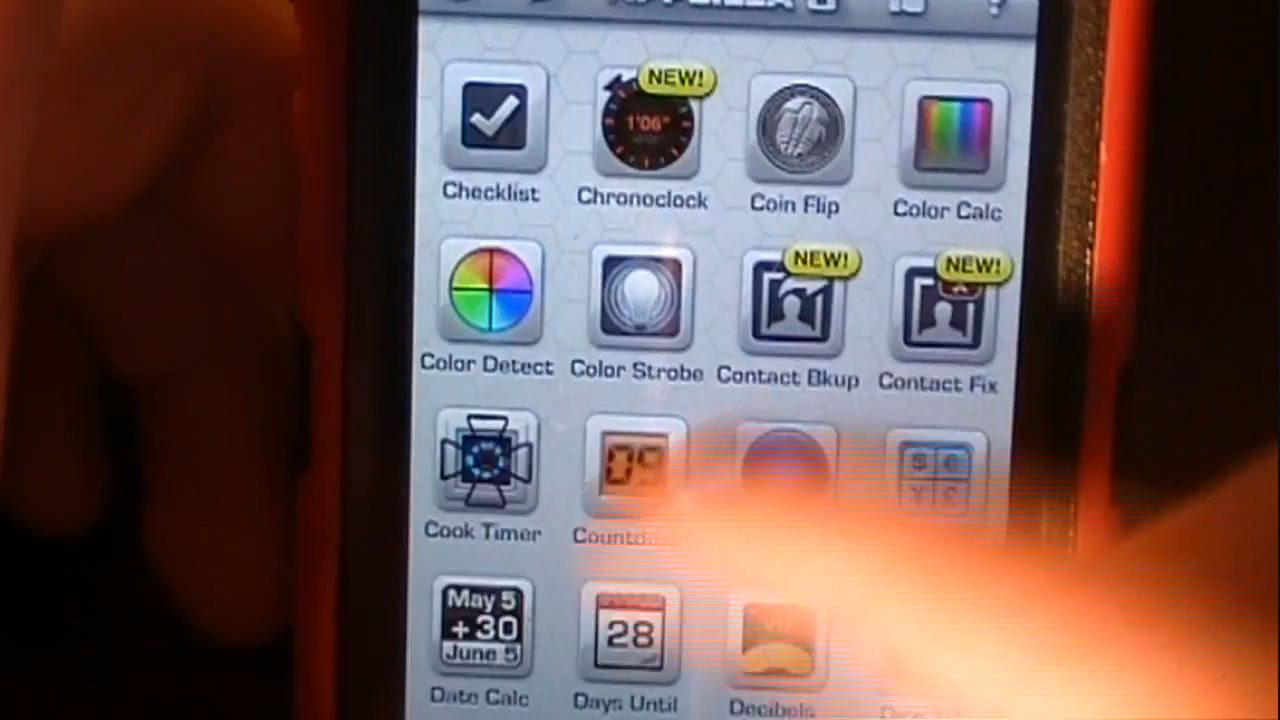 NEW!
1'06"
Checklist
Chronoclock
Coin Flip
Color Calc
NEW!
NEW!
Color Detect
Color Strobe
Contact Bkup
Contact Fix
09
Cook Timer
May 5
+30
June 5
28
Date Calc
Days Until
Decibels